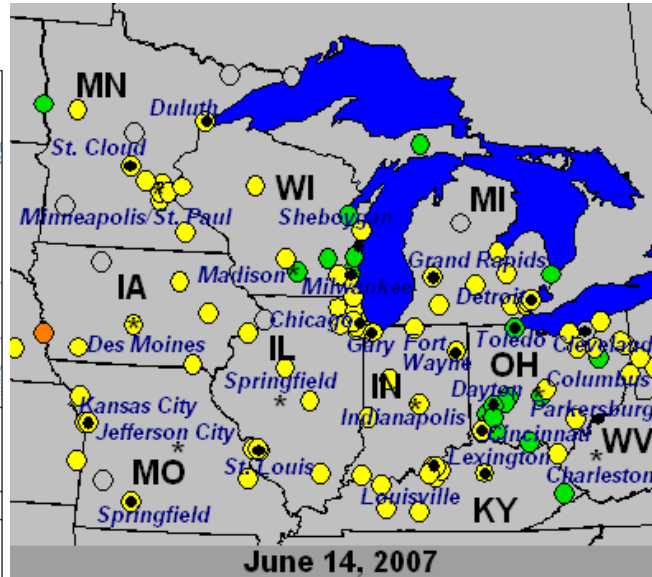 MN
Duluth
St. Cloud
WI
MI
Minneapolis/St. Paul
Sheboygan
Madison
Milwaukee
Grand Rapids
IA
Detroit
Chicago
Des Moines
Gary
Fort
Wayne
Toledo
Cleveland
IL
OH
Springfield
IN
Dayton
Columbus
Kansas City
Indianapolis
Parkersburg
Jefferson City
Cincinnati
WV
St. Louis
Lexington
MO
Charleston
Louisville
Springfield
KY
June 14, 2007